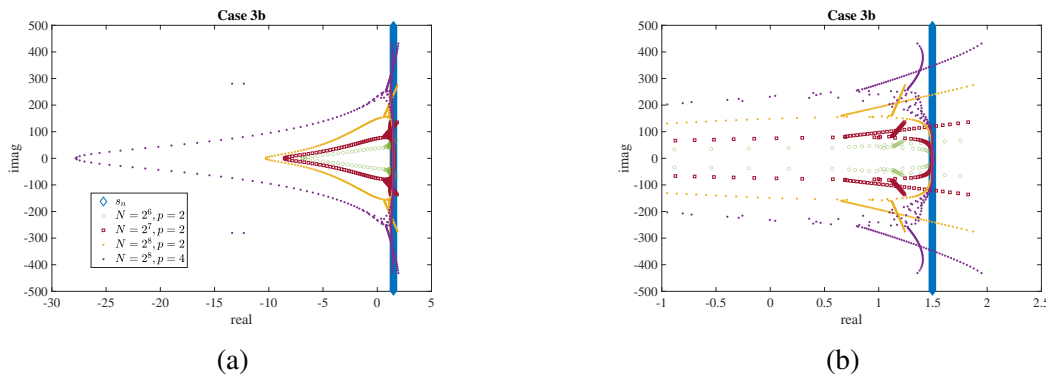 Case 3b
500
400
300
200
100
0
-100
-200
-300
-400
-500
imag
-30
-25
-20
-15
-10
-5
0
5
real
s_n
N = 2^6, p = 2
N = 2^7, p = 2
N = 2^8, p = 2
N = 2^8, p = 4
(a)
Case 3b
500
400
300
200
100
0
-100
-200
-300
-400
-500
imag
-1
-0.5
0
0.5
1
1.5
2
2.5
real
(b)